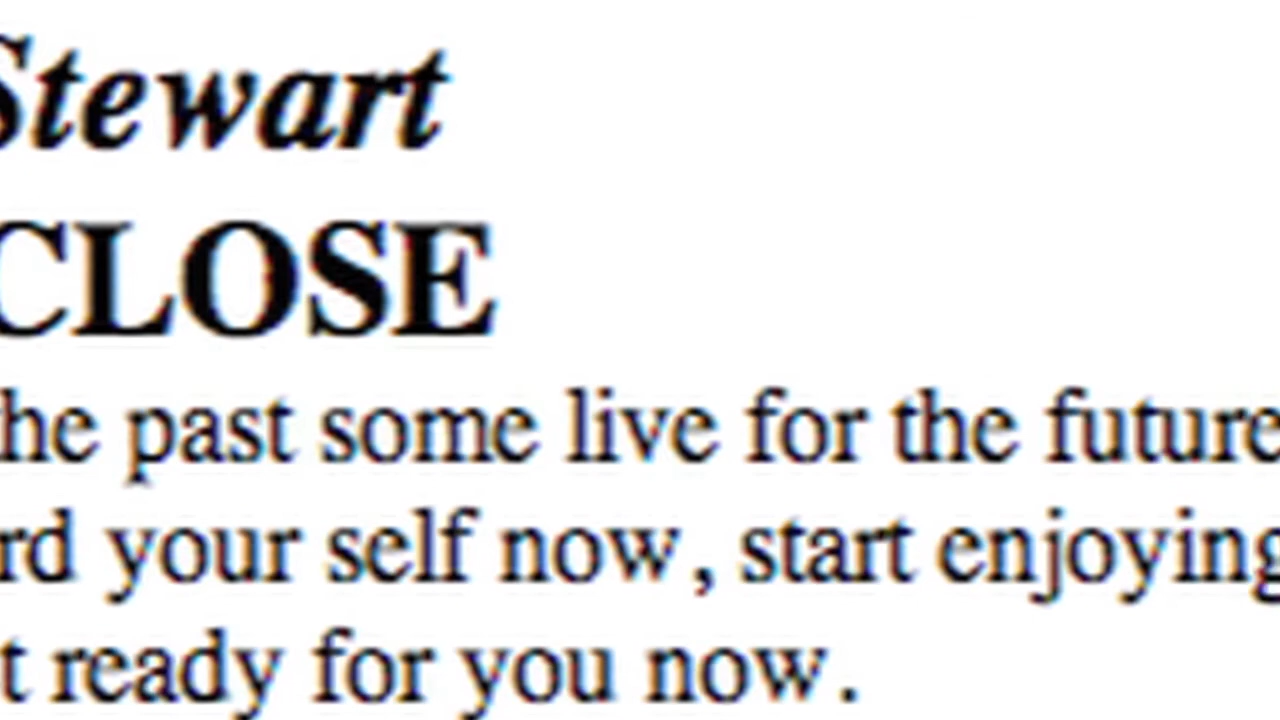 Stewart
CLOSE
he past some live for the future
rd your self now, start enjoying
t ready for you now.